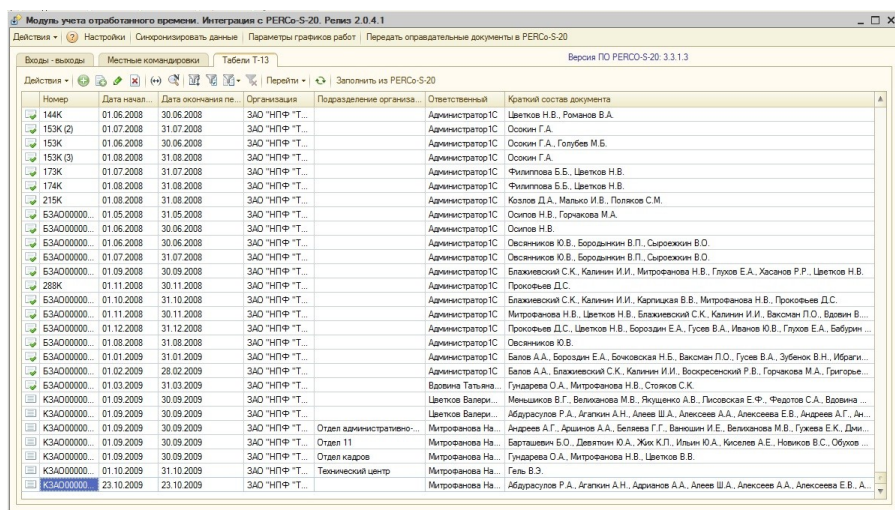 Модуль учета отработанного времени. Интеграция с PERCo-S-20. Релиз 2.0.4.1
Действия Настройки Синхронизировать данные Параметры графиков работ Передать оправдательные документы в PERCo-S-20
Входы - выходы Местные командировки Табели Т-13 Версия ПО PERCO-S-20: 3.3.1.3
Действия Перейти Заполнить из PERCo-S-20
Номер Дата начал... Дата окончания пе... Организация Подразделение организа... Ответственный Краткий состав документа
144К 01.06.2008 30.06.2008 ЗАО "НПФ "Т... Администратор1С Цветков Н.В., Романов В.А.
153К (2) 01.07.2008 31.07.2008 ЗАО "НПФ "Т... Администратор1С Осокин Г.А.
153К 01.06.2008 30.06.2008 ЗАО "НПФ "Т... Администратор1С Осокин Г.А., Голубев М.Б.
153К (3) 01.08.2008 31.08.2008 ЗАО "НПФ "Т... Администратор1С Осокин Г.А.
173К 01.07.2008 31.07.2008 ЗАО "НПФ "Т... Администратор1С Филиппова Б.Б., Цветков Н.В.
174К 01.08.2008 31.08.2008 ЗАО "НПФ "Т... Администратор1С Филиппова Б.Б., Цветков Н.В.
215К 01.08.2008 31.08.2008 ЗАО "НПФ "Т... Администратор1С Козлов Д.А., Малько И.В., Поляков С.М.
БЗАО00000... 01.05.2008 31.05.2008 ЗАО "НПФ "Т... Администратор1С Осипов Н.В., Горчакова М.А.
БЗАО00000... 01.06.2008 30.06.2008 ЗАО "НПФ "Т... Администратор1С Осипов Н.В.
БЗАО00000... 01.06.2008 30.06.2008 ЗАО "НПФ "Т... Администратор1С Овсянников Ю.В., Бородынкин В.П., Сыроежкин В.О.
БЗАО00000... 01.07.2008 31.07.2008 ЗАО "НПФ "Т... Администратор1С Овсянников Ю.В., Бородынкин В.П., Сыроежкин В.О.
БЗАО00000... 01.09.2008 30.09.2008 ЗАО "НПФ "Т... Администратор1С Блажиевский С.К., Калинин И.И., Митрофанова Н.В., Глухов Е.А., Хасанов Р.Р., Цветков Н.В.
288К 01.11.2008 30.11.2008 ЗАО "НПФ "Т... Администратор1С Прокофьев Д.С.
БЗАО00000... 01.10.2008 31.10.2008 ЗАО "НПФ "Т... Администратор1С Блажиевский С.К., Калинин И.И., Карпицкая В.В., Митрофанова Н.В., Прокофьев Д.С.
БЗАО00000... 01.11.2008 30.11.2008 ЗАО "НПФ "Т... Администратор1С Митрофанова Н.В., Цветков Н.В., Блажиевский С.К., Калинин И.И., Ваксман П.О., Вдовин В....
БЗАО00000... 01.12.2008 31.12.2008 ЗАО "НПФ "Т... Администратор1С Прокофьев Д.С., Цветков Н.В., Бороздин Е.А., Гусев В.А., Иванов Ю.В., Глухов Е.А., Бабурин ...
БЗАО00000... 01.08.2008 31.08.2008 ЗАО "НПФ "Т... Администратор1С Овсянников Ю.В.
БЗАО00000... 01.01.2009 31.01.2009 ЗАО "НПФ "Т... Администратор1С Балов А.А., Бороздин Е.А., Бочковская Н.Б., Ваксман Л.О., Гусев В.А., Зубенок В.Н., Ибраги...
БЗАО00000... 01.02.2009 28.02.2009 ЗАО "НПФ "Т... Администратор1С Балов А.А., Блажиевский С.К., Калинин И.И., Воскресенский Р.В., Горчакова М.А., Григорье...
БЗАО00000... 01.03.2009 31.03.2009 ЗАО "НПФ "Т... Вдовина Татьяна... Гундарева О.А., Митрофанова Н.В., Стояков С.К.
КЗАО00000... 01.09.2009 30.09.2009 ЗАО "НПФ "Т... Цветков Валери... Меньшиков В.Г., Велиханова М.В., Якущенко А.В., Лисовская Е.Ф., Федотов С.А., Вдовина ...
КЗАО00000... 01.09.2009 30.09.2009 ЗАО "НПФ "Т... Цветков Валери... Абдурасулов Р.А., Агапкин А.Н., Алеев Ш.А., Алексеев А.А., Алексеева Е.В., Андреев А.Г., Ан...
КЗАО00000... 01.09.2009 30.09.2009 ЗАО "НПФ "Т... Отдел административно-... Митрофанова На... Андреев А.Г., Аршинов А.А., Беляева Г.Г., Ванюшин И.Е., Велиханова М.В., Гужева Е.К., Дми...
КЗАО00000... 01.09.2009 30.09.2009 ЗАО "НПФ "Т... Отдел 11 Митрофанова На... Барташевич Б.О., Девяткин Ю.А., Жих К.П., Ильин Ю.А., Киселев А.Е., Новиков В.С., Обухов ...
КЗАО00000... 01.09.2009 30.09.2009 ЗАО "НПФ "Т... Отдел кадров Митрофанова На... Гундарева О.А., Митрофанова Н.В., Цветков В.В.
КЗАО00000... 01.10.2009 31.10.2009 ЗАО "НПФ "Т... Технический центр Митрофанова На... Гель В.Э.
КЗАО00000... 23.10.2009 23.10.2009 ЗАО "НПФ "Т... Митрофанова На... Абдурасулов Р.А., Агапкин А.Н., Адрианов А.А., Алеев Ш.А., Алексеев А.А., Алексеева Е.В., А...